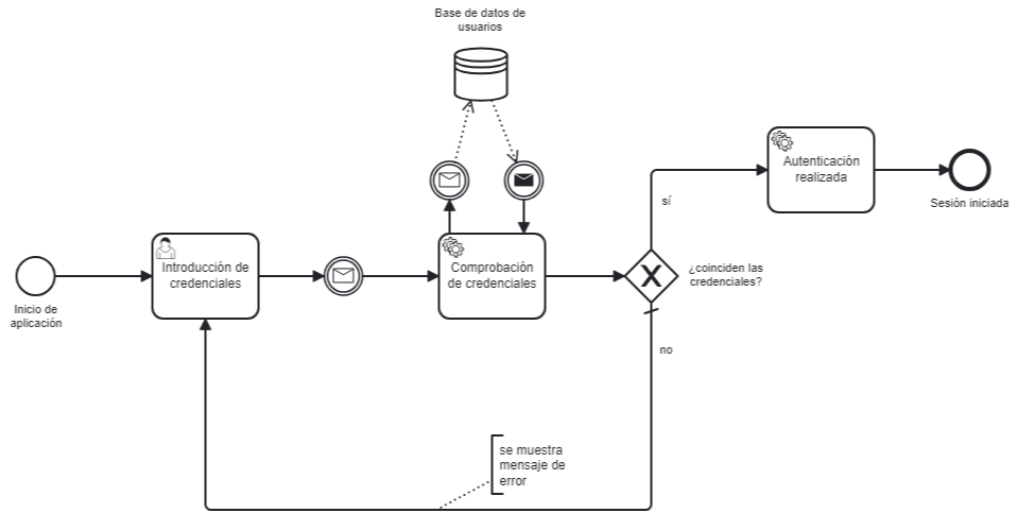 Base de datos de
usuarios
Autenticación
realizada
Sesión iniciada
sí
Introducción de
credenciales
Comprobación
de credenciales
¿coinciden las
credenciales?
Inicio de
aplicación
no
se muestra
mensaje de
error